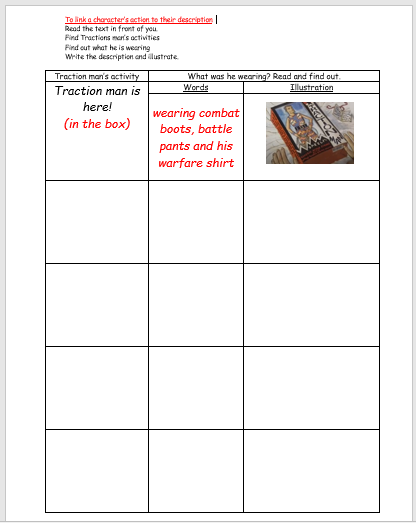 To link a character's action to their description
Read the text in front of you.
Find Tractions man's activities
Find out what he is wearing
Write the description and illustrate.
Traction man's activity
What was he wearing? Read and find out.
Words
Illustration
Traction man is
here!
(in the box)
wearing combat
boots, battle
pants and his
warfare shirt